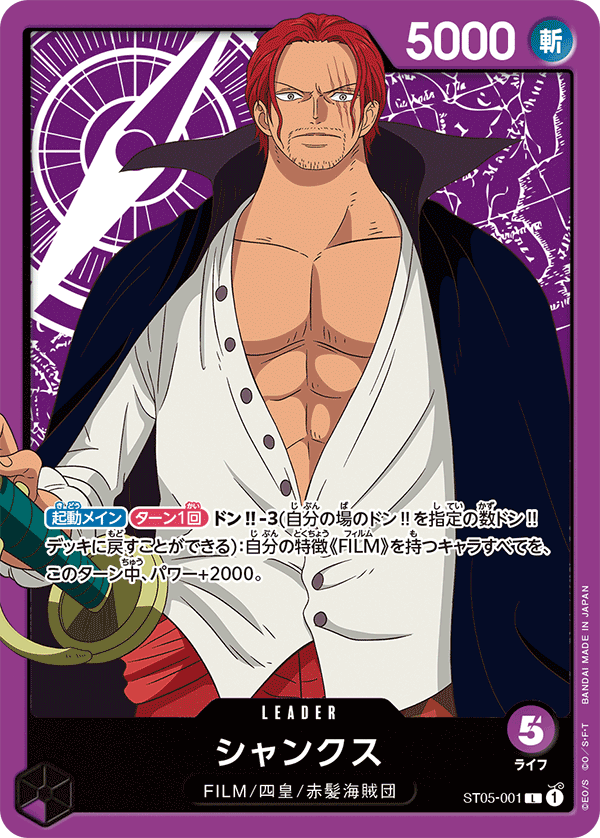 5000 斬
起動メイン ターン1回 ドン!!-3(自分の場のドン!!を指定の数ドン!!
デッキに戻すことができる):自分の特徴《FILM》を持つキャラすべてを、
このターン中、パワー+2000。
LEADER
シャンクス
FILM/四皇/赤髪海賊団
5
ライフ
ST05-001 L 1
©E.O/S ©O./S・F・T BANDAI MADE IN JAPAN